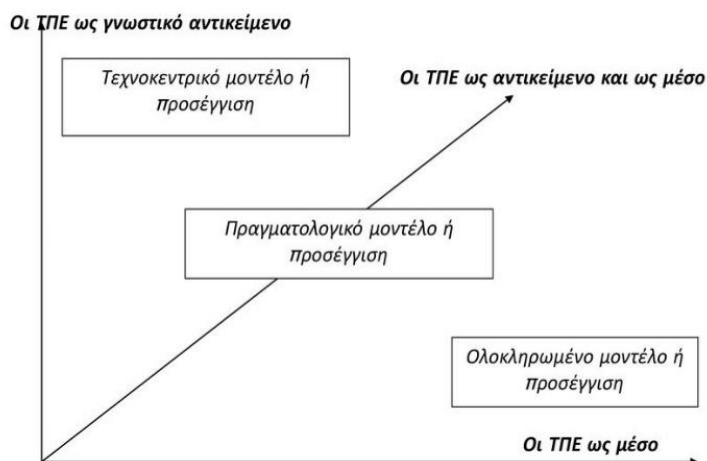 Οι ΤΠΕ ως γνωστικό αντικείμενο
Τεχνοκεντρικό μοντέλο ή
προσέγγιση
Οι ΤΠΕ ως αντικείμενο και ως μέσο
Πραγματολογικό μοντέλο ή
προσέγγιση
Ολοκληρωμένο μοντέλο ή
προσέγγιση
Οι ΤΠΕ ως μέσο